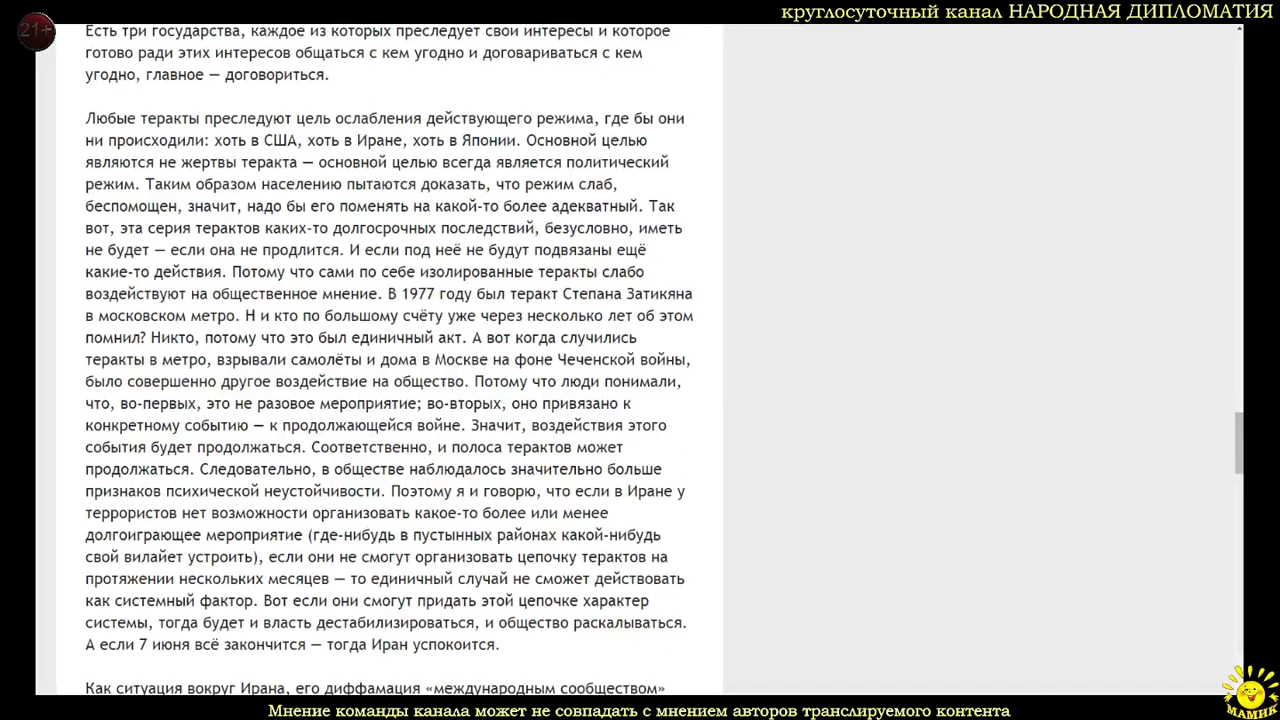 круглосуточный канал НАРОДНАЯ ДИПЛОМАТИЯ
21+
Есть три государства, каждое из которых преследует свои интересы и которое
готово ради этих интересов общаться с кем угодно и договариваться с кем
угодно, главное — договориться.
Любые теракты преследуют цель ослабления действующего режима, где бы они
ни происходили: хоть в США, хоть в Иране, хоть в Японии. Основной целью
являются не жертвы теракта — основной целью всегда является политический
режим. Таким образом населению пытаются доказать, что режим слаб,
беспомощен, значит, надо бы его поменять на какой-то более адекватный. Так
вот, эта серия терактов каких-то долгосрочных последствий, безусловно, иметь
не будет — если она не продлится. И если под неё не будут подвязаны ещё
какие-то действия. Потому что сами по себе изолированные теракты слабо
воздействуют на общественное мнение. В 1977 году был теракт Степана Затикяна
в московском метро. Н и кто по большому счёту уже через несколько лет об этом
помнил? Никто, потому что это был единичный акт. А вот когда случились
теракты в метро, взрывали самолёты и дома в Москве на фоне Чеченской войны,
было совершенно другое воздействие на общество. Потому что люди понимали,
что, во-первых, это не разовое мероприятие; во-вторых, оно привязано к
конкретному событию — к продолжающейся войне. Значит, воздействия этого
события будет продолжаться. Соответственно, и полоса терактов может
продолжаться. Следовательно, в обществе наблюдалось значительно больше
признаков психической неустойчивости. Поэтому я и говорю, что если в Иране у
террористов нет возможности организовать какое-то более или менее
долгоиграющее мероприятие (где-нибудь в пустынных районах какой-нибудь
свой вилайет устроить), если они не смогут организовать цепочку терактов на
протяжении нескольких месяцев — то единичный случай не сможет действовать
как системный фактор. Вот если они смогут придать этой цепочке характер
системы, тогда будет и власть дестабилизироваться, и общество раскалываться.
А если 7 июня всё закончится — тогда Иран успокоится.
Как ситуация вокруг Ирана, его диффамация «международным сообществом»
МАМИК
Мнение команды канала может не совпадать с мнением авторов транслируемого контента